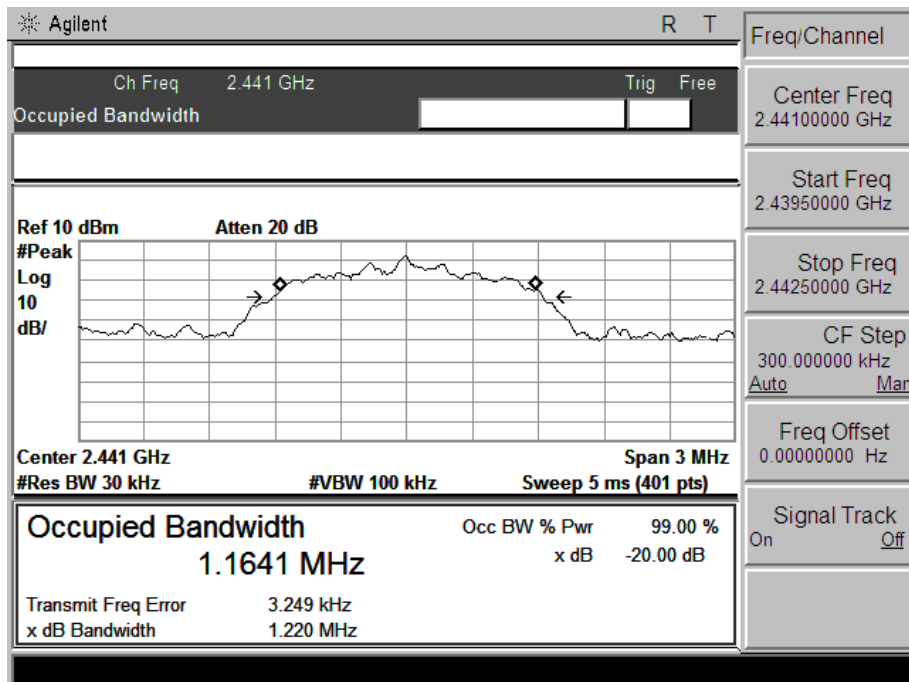 Agilent R T
Freq/Channel
Ch Freq 2.441 GHz Trig Free
Occupied Bandwidth
Center Freq
2.44100000 GHz
Start Freq
2.43950000 GHz
Stop Freq
2.44250000 GHz
CF Step
300.000000 kHz
Auto Man
Freq Offset
0.00000000 Hz
Signal Track
On Off
Ref 10 dBm Atten 20 dB
#Peak
Log
10
dB/
Center 2.441 GHz Span 3 MHz
#Res BW 30 kHz #VBW 100 kHz Sweep 5 ms (401 pts)
Occupied Bandwidth
1.1641 MHz
Occ BW % Pwr 99.00 %
x dB -20.00 dB
Transmit Freq Error 3.249 kHz
x dB Bandwidth 1.220 MHz